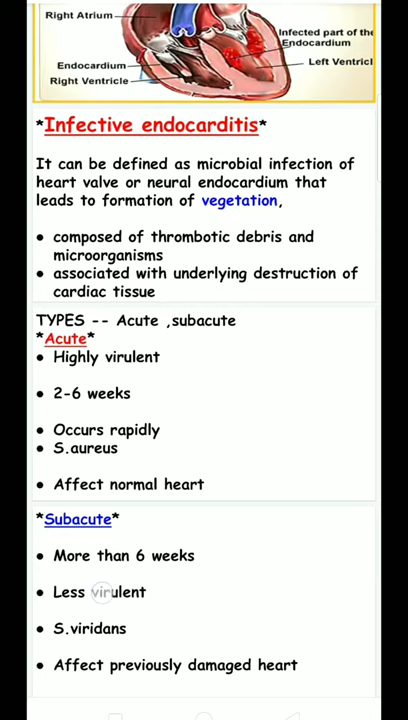 Right Atrium
Infected part of the
Endocardium
Endocardium
Left Ventricl
Right Ventricle
*Infective endocarditis*
It can be defined as microbial infection of
heart valve or neural endocardium that
leads to formation of vegetation,
• composed of thrombotic debris and
microorganisms
• associated with underlying destruction of
cardiac tissue
TYPES -- Acute ,subacute
*Acute*
• Highly virulent
• 2-6 weeks
• Occurs rapidly
• S.aureus
• Affect normal heart
*Subacute*
• More than 6 weeks
• Less virulent
• S.viridans
• Affect previously damaged heart